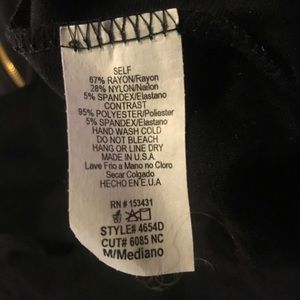 SELF
67% RAYON/Rayon
28% NYLON/Nailon
5% SPANDEX/Elastano
CONTRAST
95% POLYESTER/Poliester
5% SPANDEX/Elastano
HAND WASH COLD
DO NOT BLEACH
HANG OR LINE DRY
MADE IN U.S.A.
Lave Frio a Mano no Cloro
Secar Colgado
HECHO EN E.U.A
RN # 153431
STYLE# 4654D
CUT# 6085 NC
M/Mediano